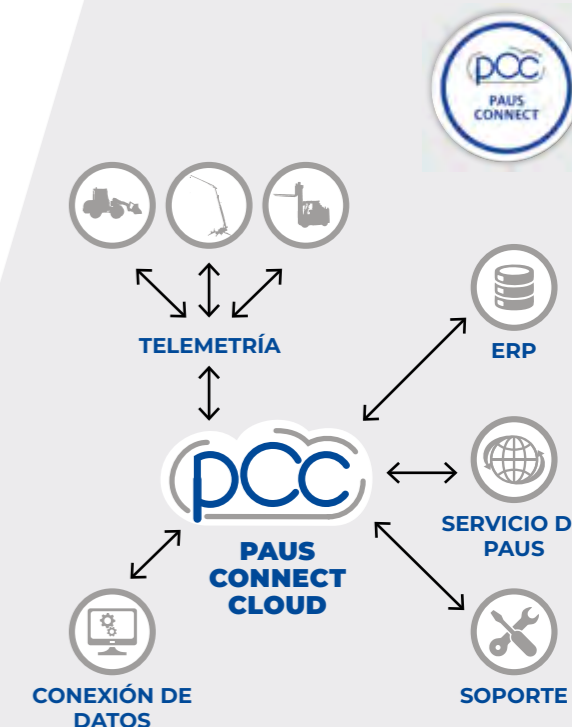 pcc
PAUS
CONNECT
TELEMETRÍA
ERP
pcc
SERVICIO D
PAUS
PAUS
CONNECT
CLOUD
CONEXIÓN DE
DATOS
SOPORTE